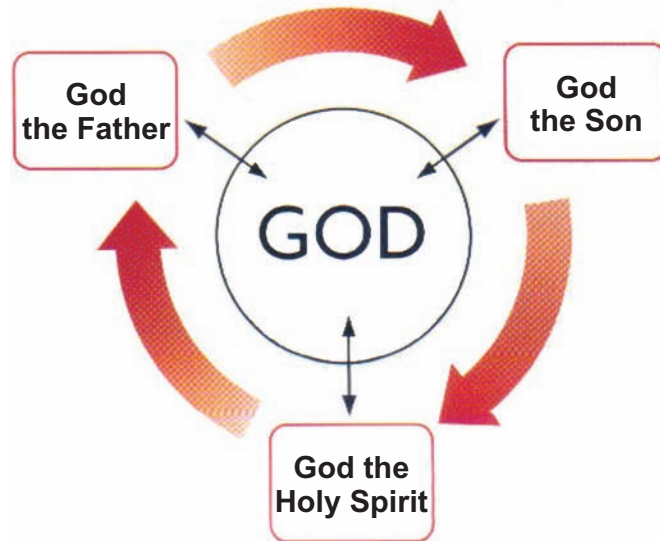 God
the Father
God
the Son
GOD
God the
Holy Spirit